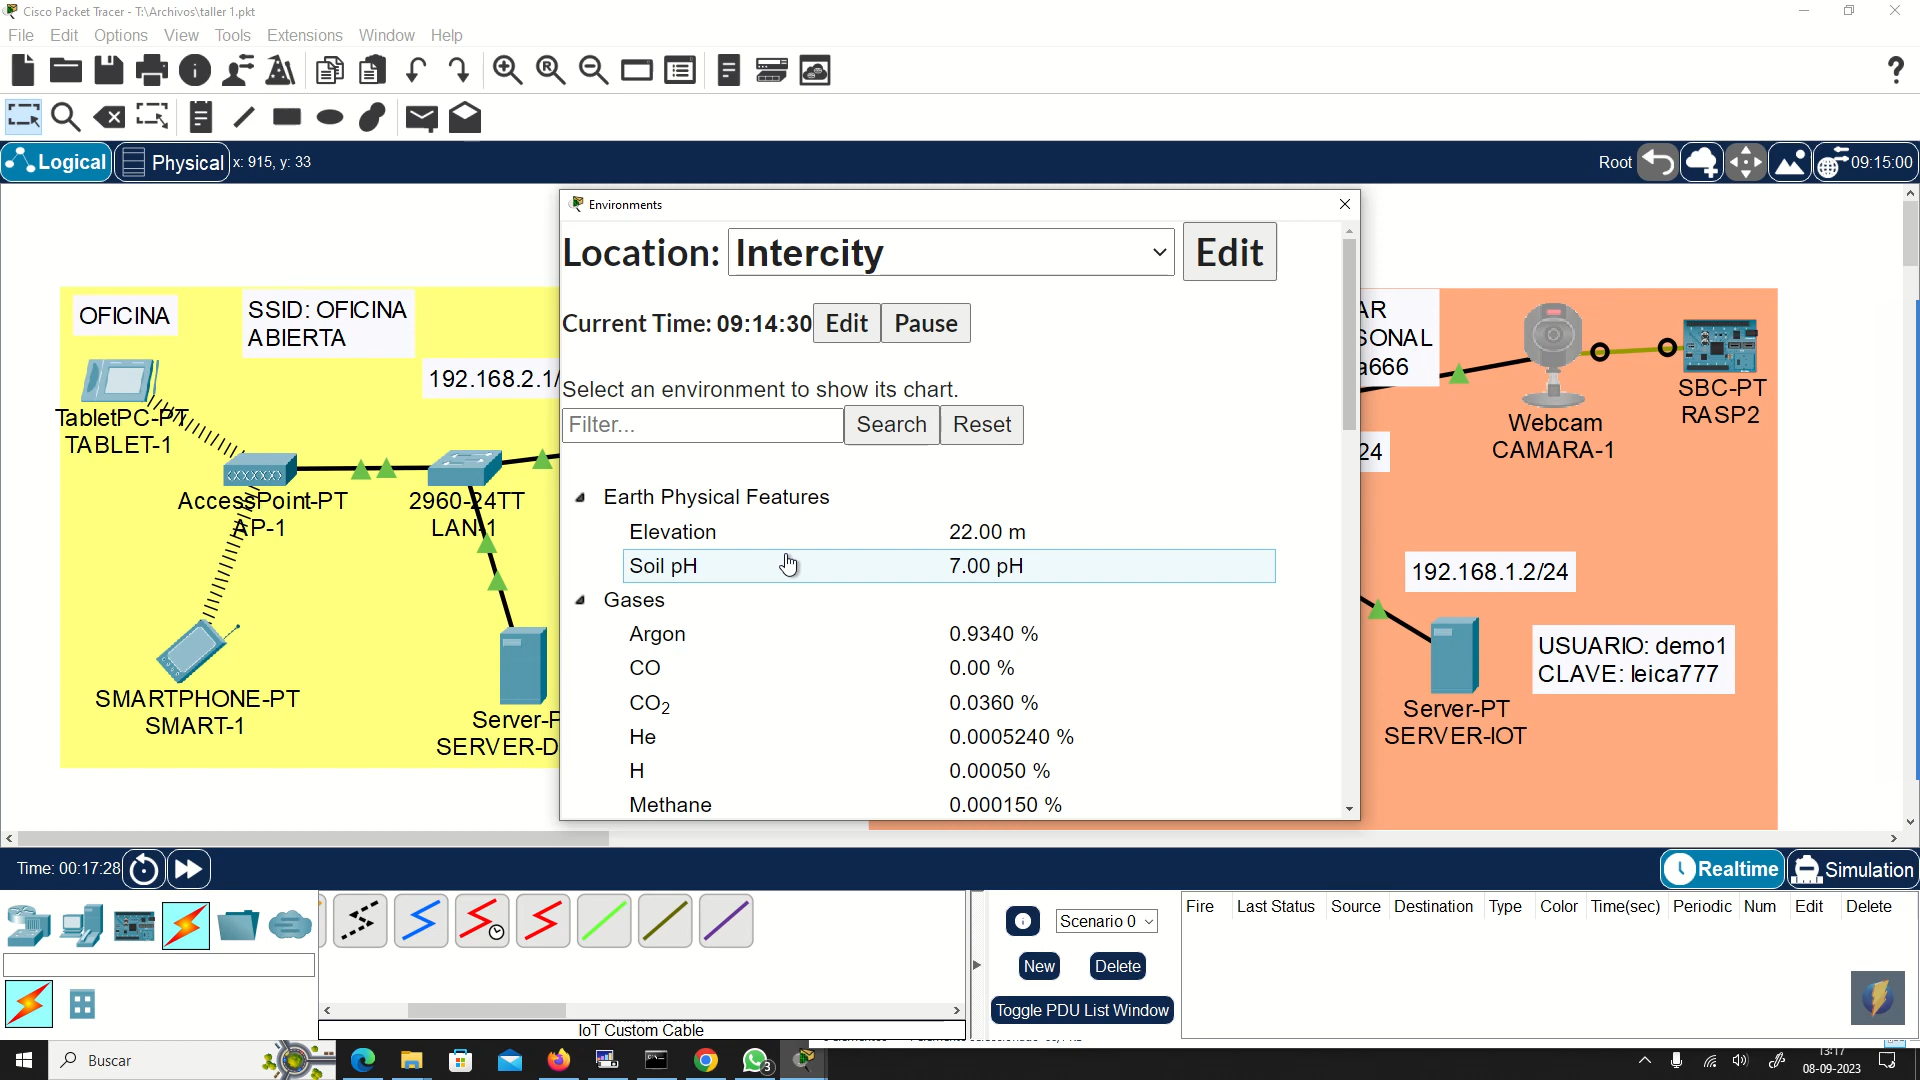 Cisco Packet Tracer - T:\Archivos\taller 1.pkt
File Edit Options View Tools Extensions Window Help
Logical
Physical
x: 915, y: 33
Root
09:15:00
Environments
Location: Intercity Edit
Current Time: 09:14:30 Edit Pause
Select an environment to show its chart.
Filter... Search Reset
Earth Physical Features
Elevation 22.00 m
Soil pH 7.00 pH
Gases
Argon 0.9340 %
CO 0.00 %
CO2 0.0360 %
He 0.0005240 %
H 0.00050 %
Methane 0.000150 %
OFICINA
SSID: OFICINA
ABIERTA
192.168.2.1/
TabletPC-PT
TABLET-1
AccessPoint-PT
AP-1
2960-24TT
LAN-1
SMARTPHONE-PT
SMART-1
Server-P
SERVER-D
AR
SONAL
a666
24
Webcam
CAMARA-1
SBC-PT
RASP2
192.168.1.2/24
USUARIO: demo1
CLAVE: leica777
Server-PT
SERVER-IOT
Time: 00:17:28
Realtime
Simulation
IoT Custom Cable
Scenario 0
New Delete
Toggle PDU List Window
Fire Last Status Source Destination Type Color Time(sec) Periodic Num Edit Delete
Buscar
3
13:17
08-09-2023